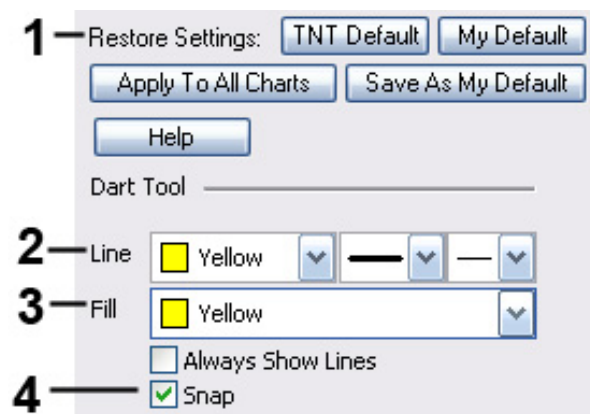 1 Restore Settings: TNT Default My Default
Apply To All Charts Save As My Default
Help
Dart Tool
2 Line Yellow
3 Fill Yellow
Always Show Lines
4 Snap